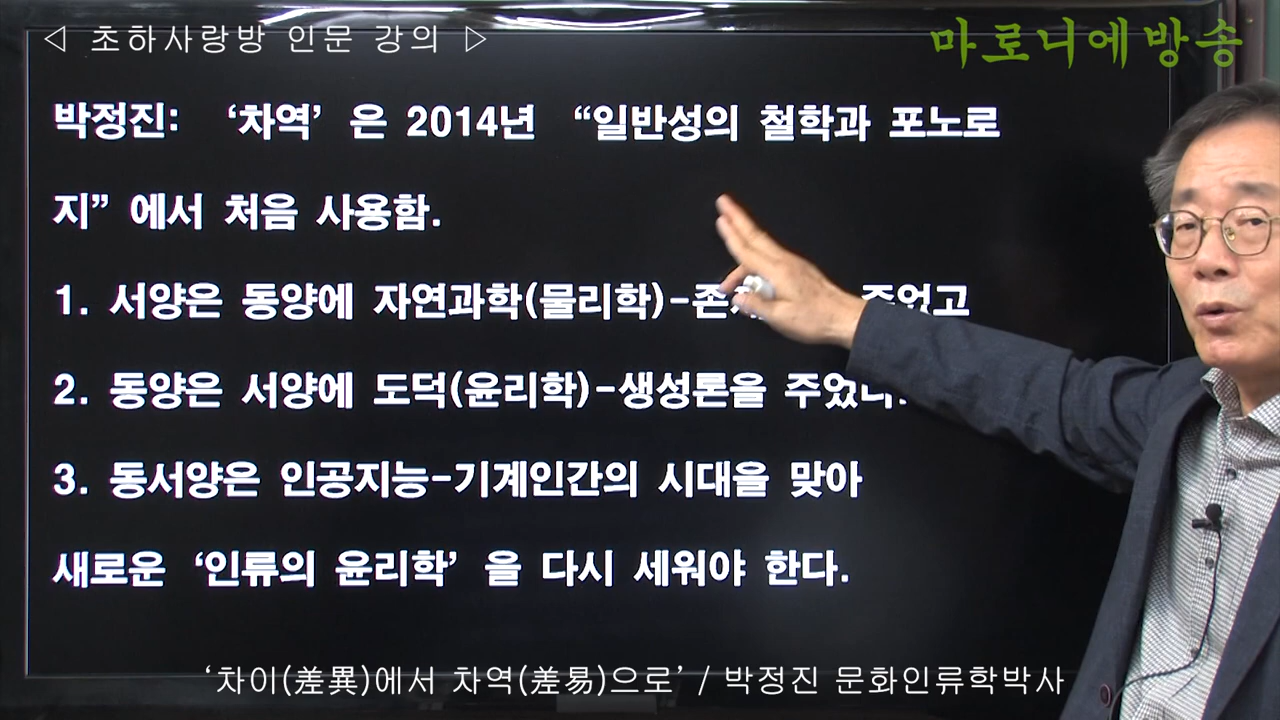 ◁ 초하사랑방 인문 강의 ▷
마로니에방송
박정진: ‘차역’은 2014년 “일반성의 철학과 포노로
지”에서 처음 사용함.
1. 서양은 동양에 자연과학(물리학)-주었고
2. 동양은 서양에 도덕(윤리학)-생성론을
3. 동서양은 인공지능-기계인간의 시대을 맞아
새로운 ‘인류의 윤리학’을 다시 세워야 한다.
‘차이(差異)에서 차역(差易)으로’ / 박정진 문화인류학박사